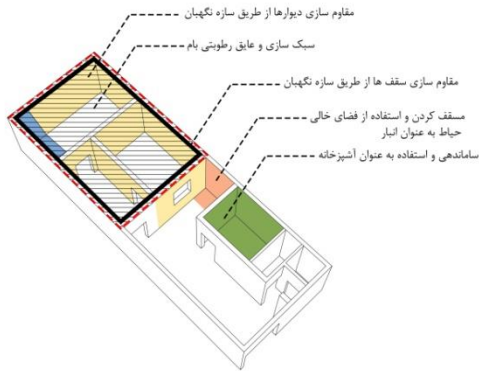 مقاوم سازی دیوارها از طریق سازه نگهبان
سبک سازی و عایق رطوبتی بام
مقاوم سازی سقف ها از طریق سازه نگهبان
مسقف کردن و استفاده از فضای خالی
حیاط به عنوان انبار
ساماندهی و استفاده به عنوان آشپزخانه